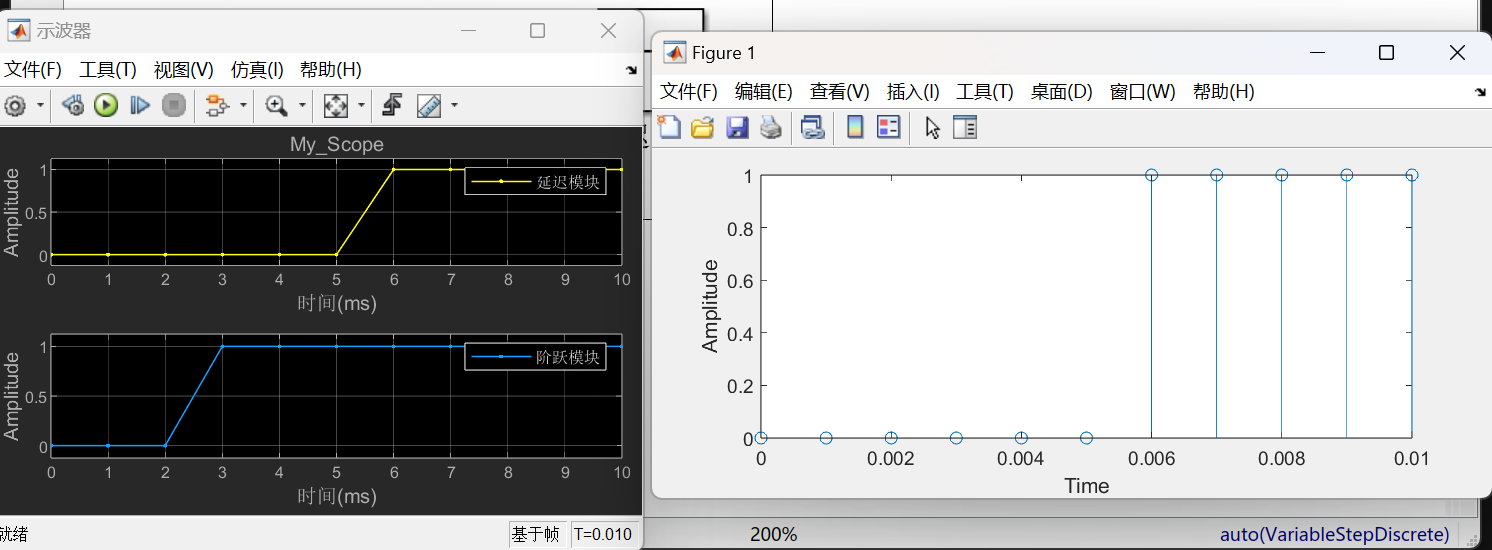 示波器
文件(F) 工具(T) 视图(V) 仿真(I) 帮助(H)
My_Scope
Amplitude
1
0.5
0
延迟模块
0 1 2 3 4 5 6 7 8 9 10
时间(ms)
Amplitude
1
0.5
0
阶跃模块
0 1 2 3 4 5 6 7 8 9 10
时间(ms)
就绪
基于帧 T=0.010
Figure 1
文件(F) 编辑(E) 查看(V) 插入(I) 工具(T) 桌面(D) 窗口(W) 帮助(H)
Amplitude
1
0.8
0.6
0.4
0.2
0
0 0.002 0.004 0.006 0.008 0.01
Time
200%
auto(VariableStepDiscrete)